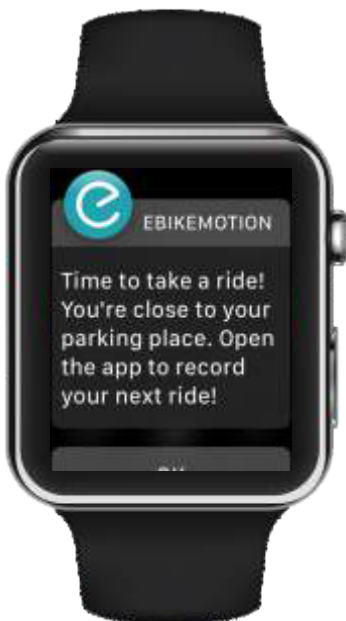 EBIKEMOTION
Time to take a ride!
You're close to your
parking place. Open
the app to record
your next ride!